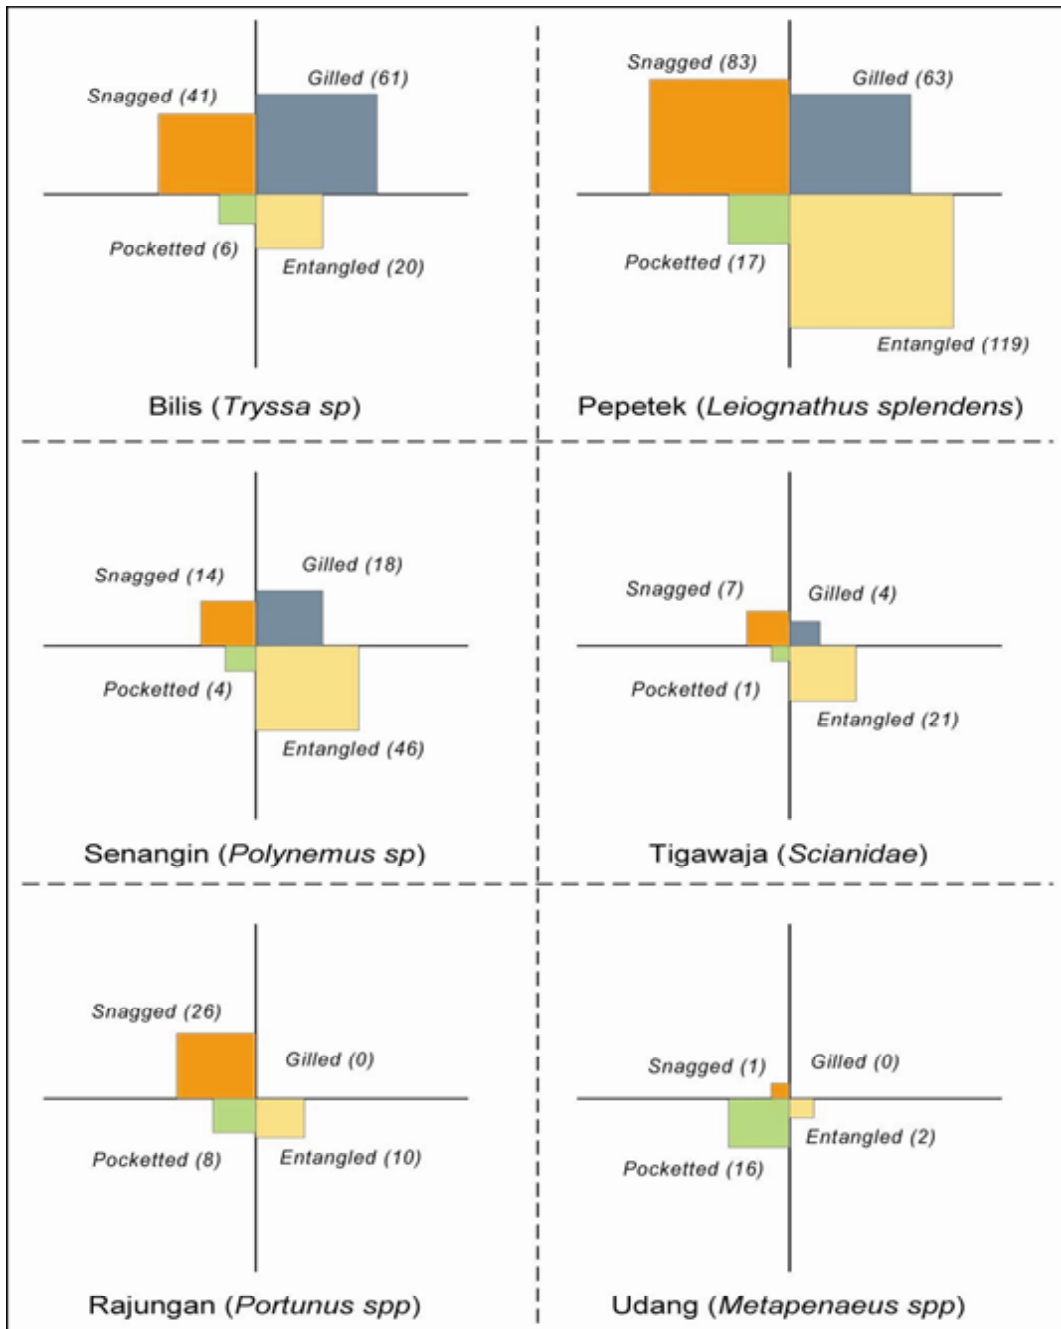 Snagged (41)
Gilled (61)
Pocketted (6)
Entangled (20)
Bilis (Tryssa sp)
Snagged (83)
Gilled (63)
Pocketted (17)
Entangled (119)
Pepetek (Leiognathus splendens)
Snagged (14)
Gilled (18)
Pocketted (4)
Entangled (46)
Senangin (Polynemus sp)
Snagged (7)
Gilled (4)
Pocketted (1)
Entangled (21)
Tigawaja (Scianidae)
Snagged (26)
Gilled (0)
Pocketted (8)
Entangled (10)
Rajungan (Portunus spp)
Snagged (1)
Gilled (0)
Entangled (2)
Pocketted (16)
Udang (Metapenaeus spp)